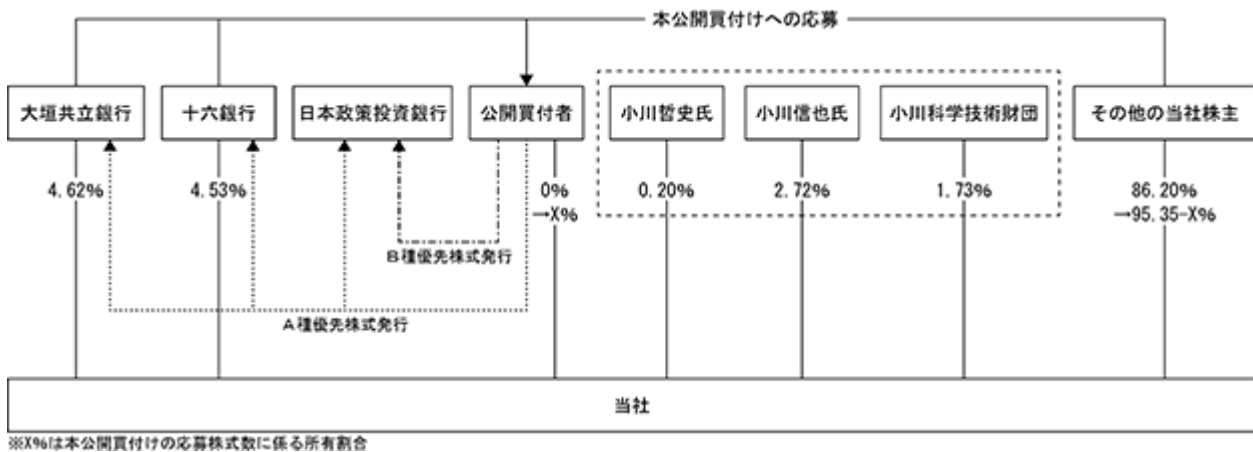 本公開買付けへの応募
大垣共立銀行
十六銀行
日本政策投資銀行
公開買付者
小川哲史氏
小川信也氏
小川科学技術財団
その他の当社株主
4.62%
4.53%
0%
→X%
0.20%
2.72%
1.73%
86.20%
→95.35-X%
B種優先株式発行
A種優先株式発行
当社
※X%は本公開買付けの応募株式数に係る所有割合